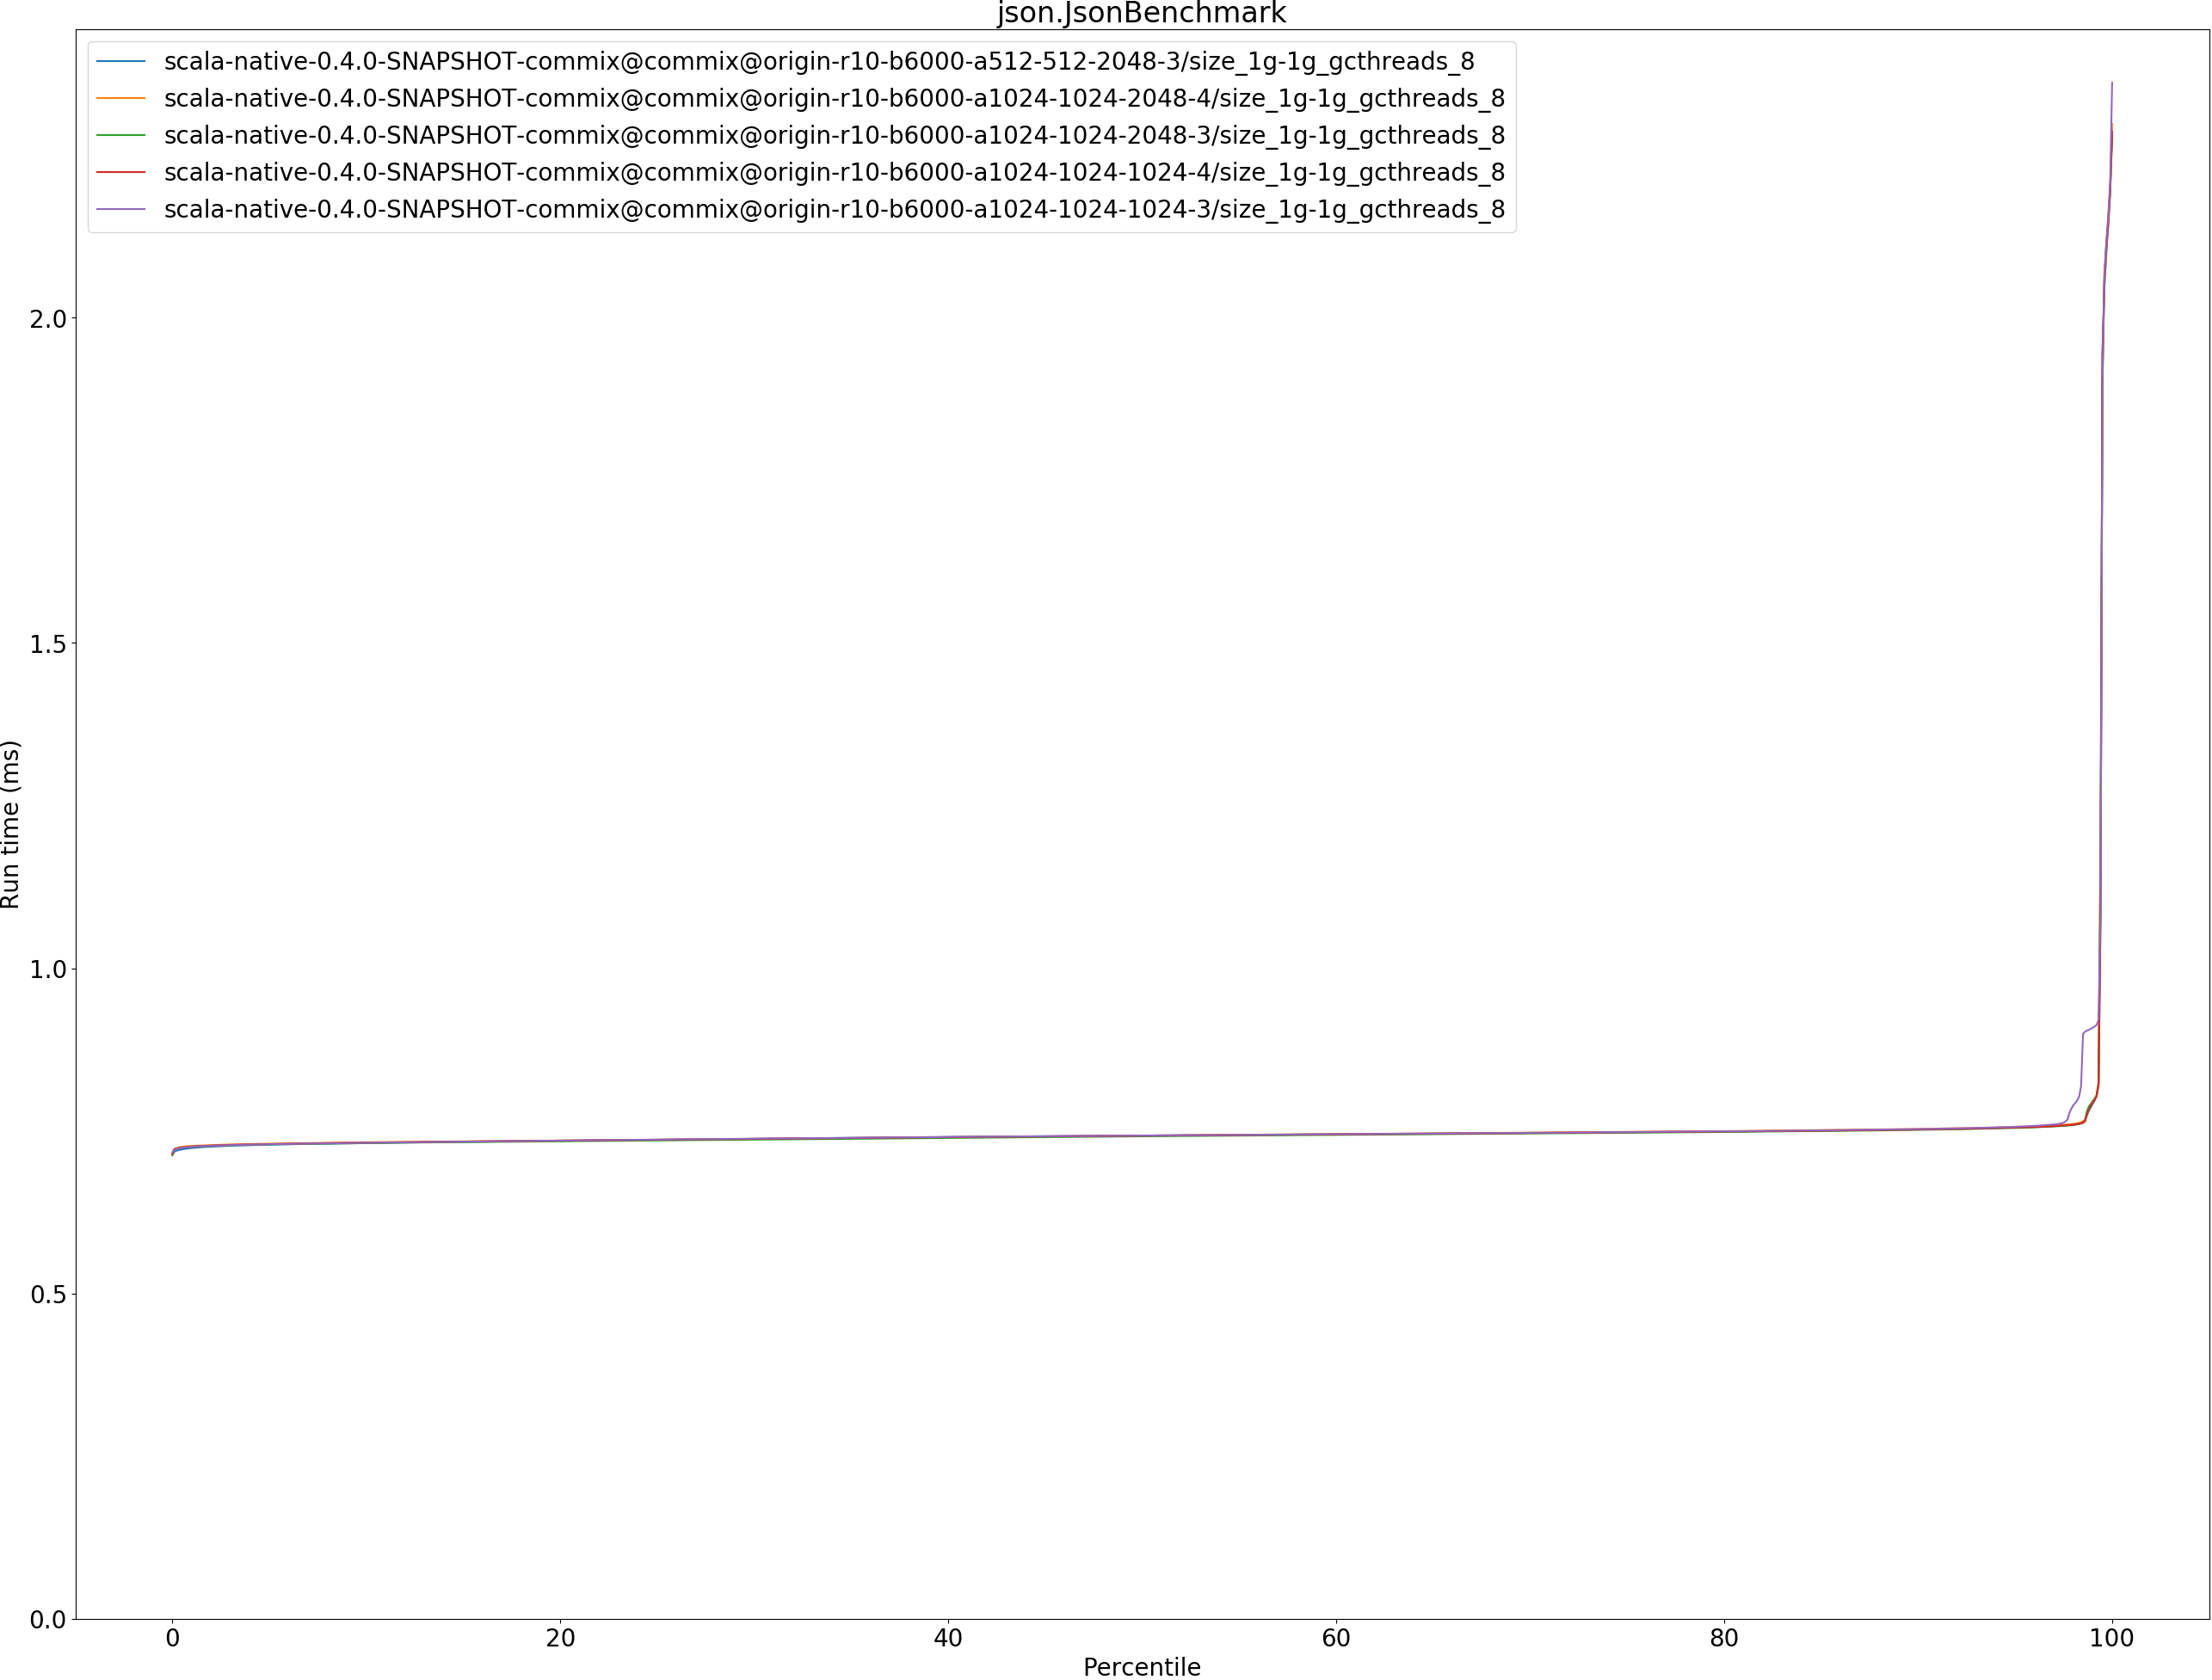 json.JsonBenchmark
scala-native-0.4.0-SNAPSHOT-commix@commix@origin-r10-b6000-a512-512-2048-3/size_1g-1g_gcthreads_8
scala-native-0.4.0-SNAPSHOT-commix@commix@origin-r10-b6000-a1024-1024-2048-4/size_1g-1g_gcthreads_8
scala-native-0.4.0-SNAPSHOT-commix@commix@origin-r10-b6000-a1024-1024-2048-3/size_1g-1g_gcthreads_8
scala-native-0.4.0-SNAPSHOT-commix@commix@origin-r10-b6000-a1024-1024-1024-4/size_1g-1g_gcthreads_8
scala-native-0.4.0-SNAPSHOT-commix@commix@origin-r10-b6000-a1024-1024-1024-3/size_1g-1g_gcthreads_8
2.0
1.5
1.0
0.5
0.0
Run time (ms)
0 20 40 60 80 100
Percentile